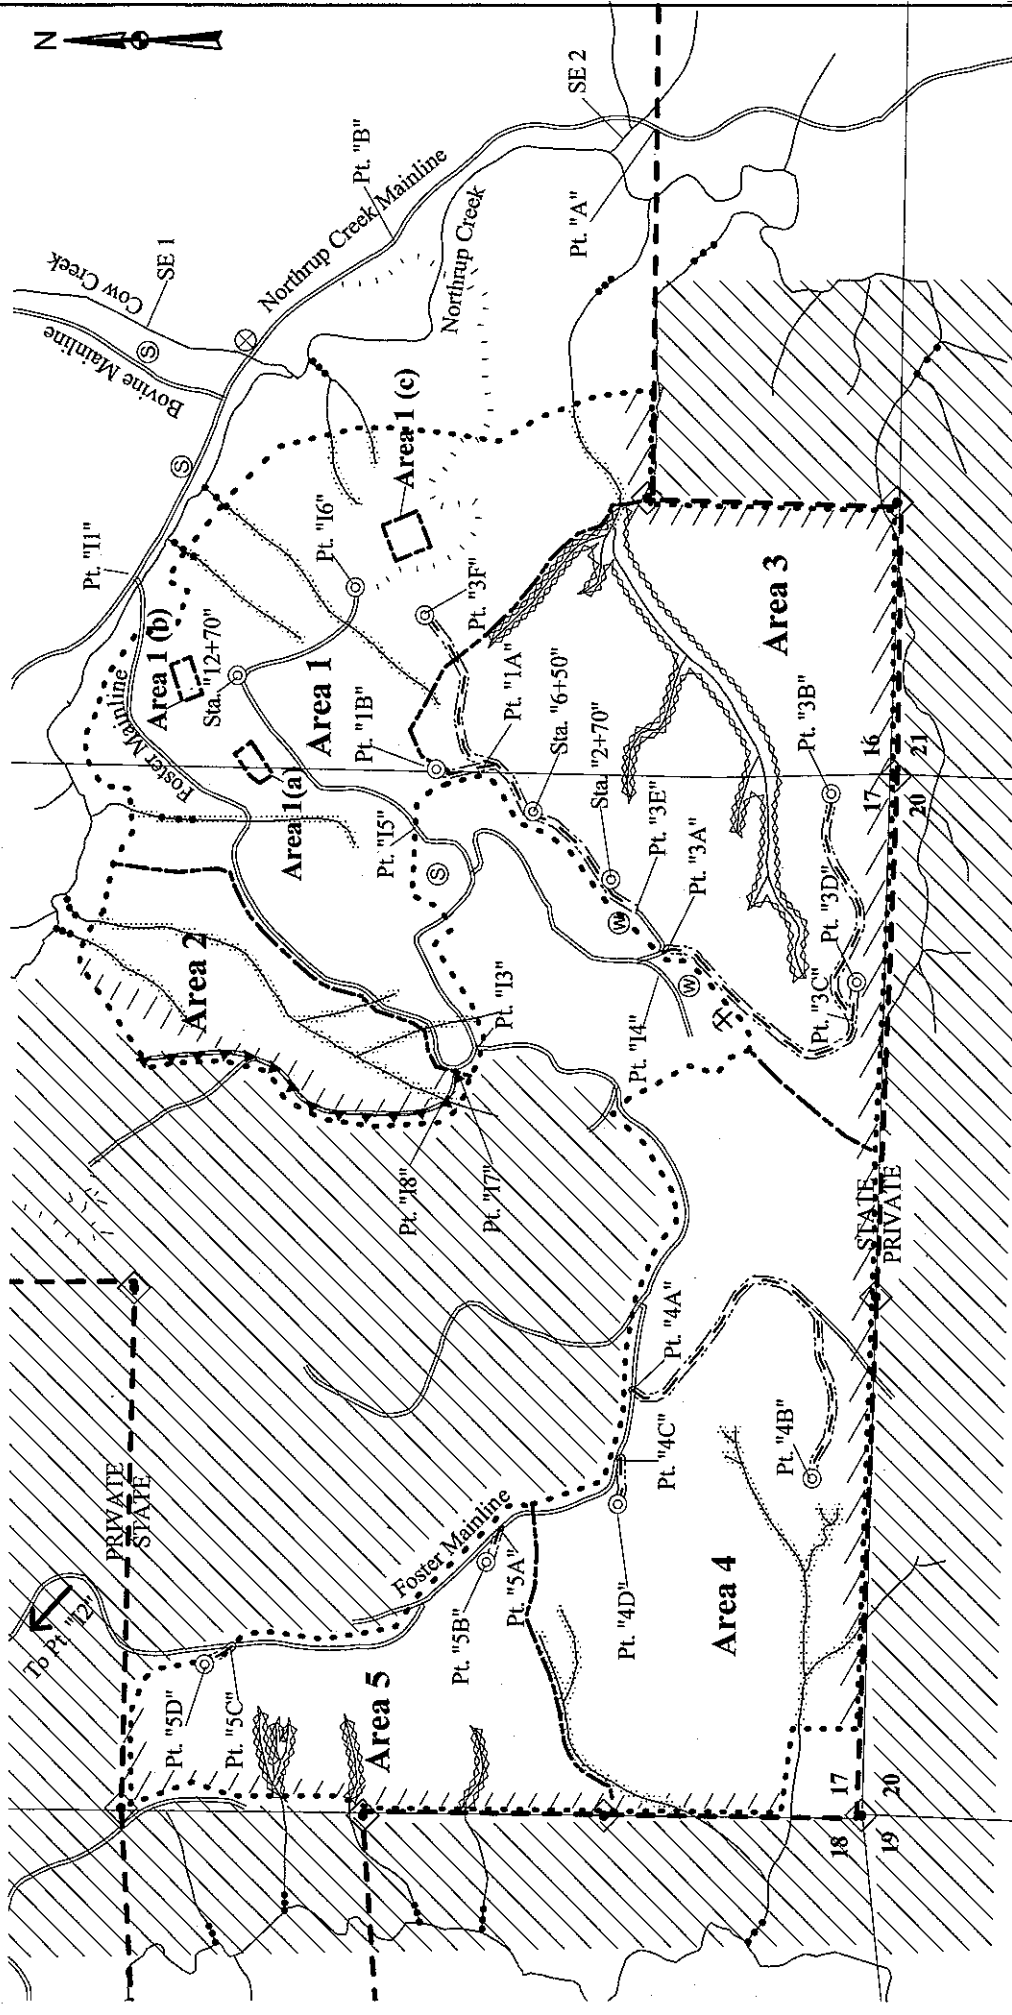 N
Cow Creek
SE 1
Bovine Mainline
S
S
Northrup Creek Mainline
Pt. "B"
SE 2
Pt. "A"
Northrup Creek
Pt. "I1"
Area 1 (b)
Foster Mainline
Sta. "12+70"
Pt. "I6"
Area 1 (c)
Area 1
Area 1(a)
Pt. "1B"
Pt. "3F"
Pt. "1A"
Sta. "6+50"
Sta. "2+70"
Pt. "I5"
S
Pt. "3E"
Pt. "3A"
W
W
Area 3
Pt. "3B"
16
21
17
20
Pt. "3D"
Pt. "3C"
Area 2
Pt. "I3"
Pt. "I4"
Pt. "I8"
Pt. "I7"
STATE
PRIVATE
PRIVATE
STATE
Pt. "4A"
Pt. "4C"
Pt. "4B"
Foster Mainline
Pt. "5A"
Pt. "5B"
Pt. "4D"
Area 4
To Pt. "I2"
Pt. "5D"
Pt. "5C"
Area 5
17
20
18
19